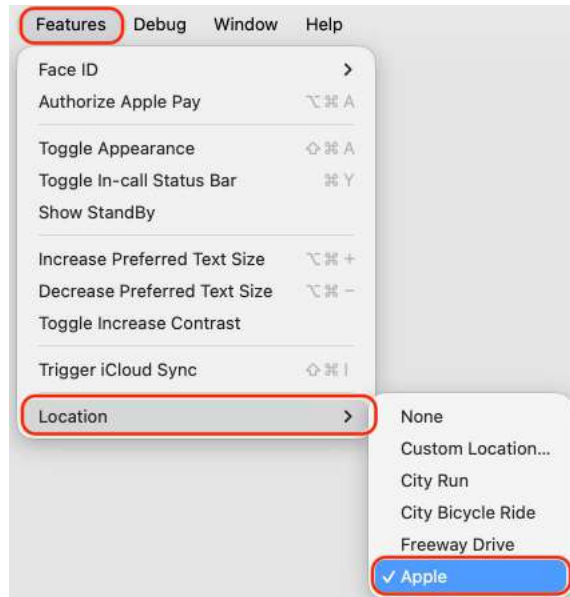 Features Debug Window Help
Face ID >
Authorize Apple Pay ⌥⌘A
Toggle Appearance ⇧⌘A
Toggle In-call Status Bar ⌘Y
Show StandBy
Increase Preferred Text Size ⌥⌘+
Decrease Preferred Text Size ⌥⌘−
Toggle Increase Contrast
Trigger iCloud Sync ⇧⌘I
Location >
None
Custom Location...
City Run
City Bicycle Ride
Freeway Drive
✓ Apple